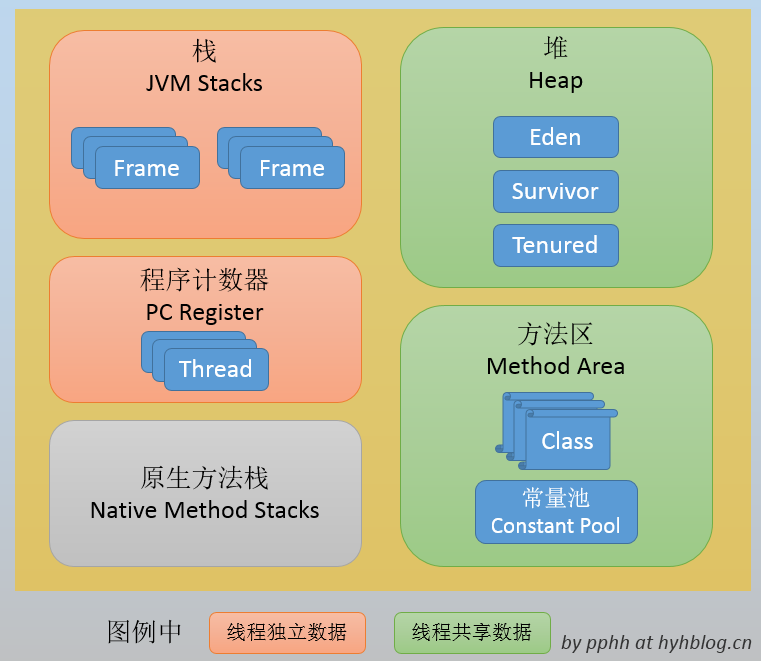 栈
JVM Stacks
Frame
Frame
程序计数器
PC Register
Thread
原生方法栈
Native Method Stacks
堆
Heap
Eden
Survivor
Tenured
方法区
Method Area
Class
常量池
Constant Pool
图例中
线程独立数据
线程共享数据
by pphh at hyhblog.cn